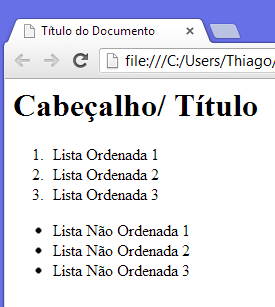 Título do Documento
file:///C:/Users/Thiago/
Cabeçalho/ Título
1. Lista Ordenada 1
2. Lista Ordenada 2
3. Lista Ordenada 3
• Lista Não Ordenada 1
• Lista Não Ordenada 2
• Lista Não Ordenada 3